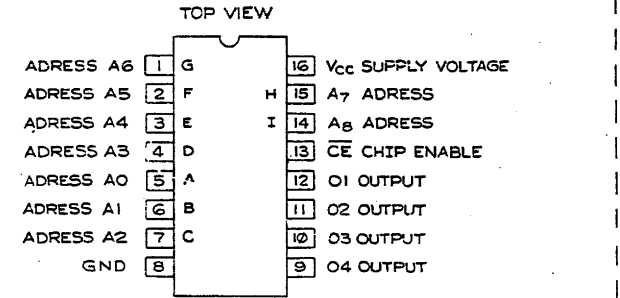 TOP VIEW
ADRESS A6 1 G 16 VCC SUPPLY VOLTAGE
ADRESS A5 2 F H 15 A7 ADRESS
ADRESS A4 3 E I 14 A8 ADRESS
ADRESS A3 4 D 13 C̅E̅ CHIP ENABLE
ADRESS A0 5 A 12 O1 OUTPUT
ADRESS A1 6 B 11 O2 OUTPUT
ADRESS A2 7 C 10 O3 OUTPUT
GND 8 9 O4 OUTPUT